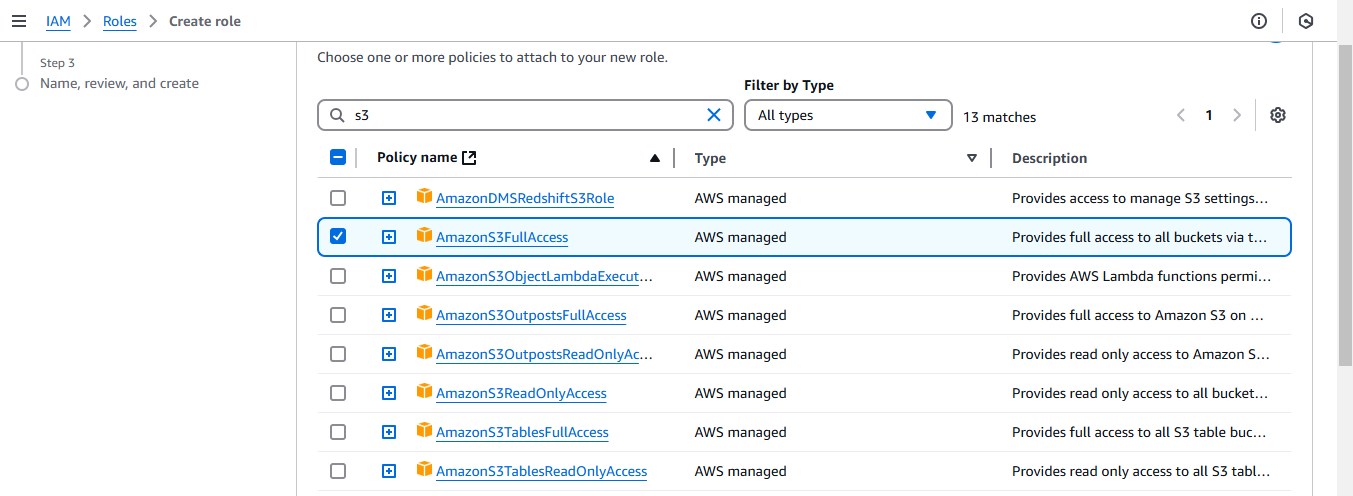 IAM > Roles > Create role
Step 3
Name, review, and create
Choose one or more policies to attach to your new role.
Filter by Type
s3
All types
13 matches
1
Policy name Type Description
AmazonDMSRedshiftS3Role AWS managed Provides access to manage S3 settings...
AmazonS3FullAccess AWS managed Provides full access to all buckets via t...
AmazonS3ObjectLambdaExecut... AWS managed Provides AWS Lambda functions permi...
AmazonS3OutpostsFullAccess AWS managed Provides full access to Amazon S3 on ...
AmazonS3OutpostsReadOnlyAc... AWS managed Provides read only access to Amazon S...
AmazonS3ReadOnlyAccess AWS managed Provides read only access to all bucket...
AmazonS3TablesFullAccess AWS managed Provides full access to all S3 table buc...
AmazonS3TablesReadOnlyAccess AWS managed Provides read only access to all S3 tabl...